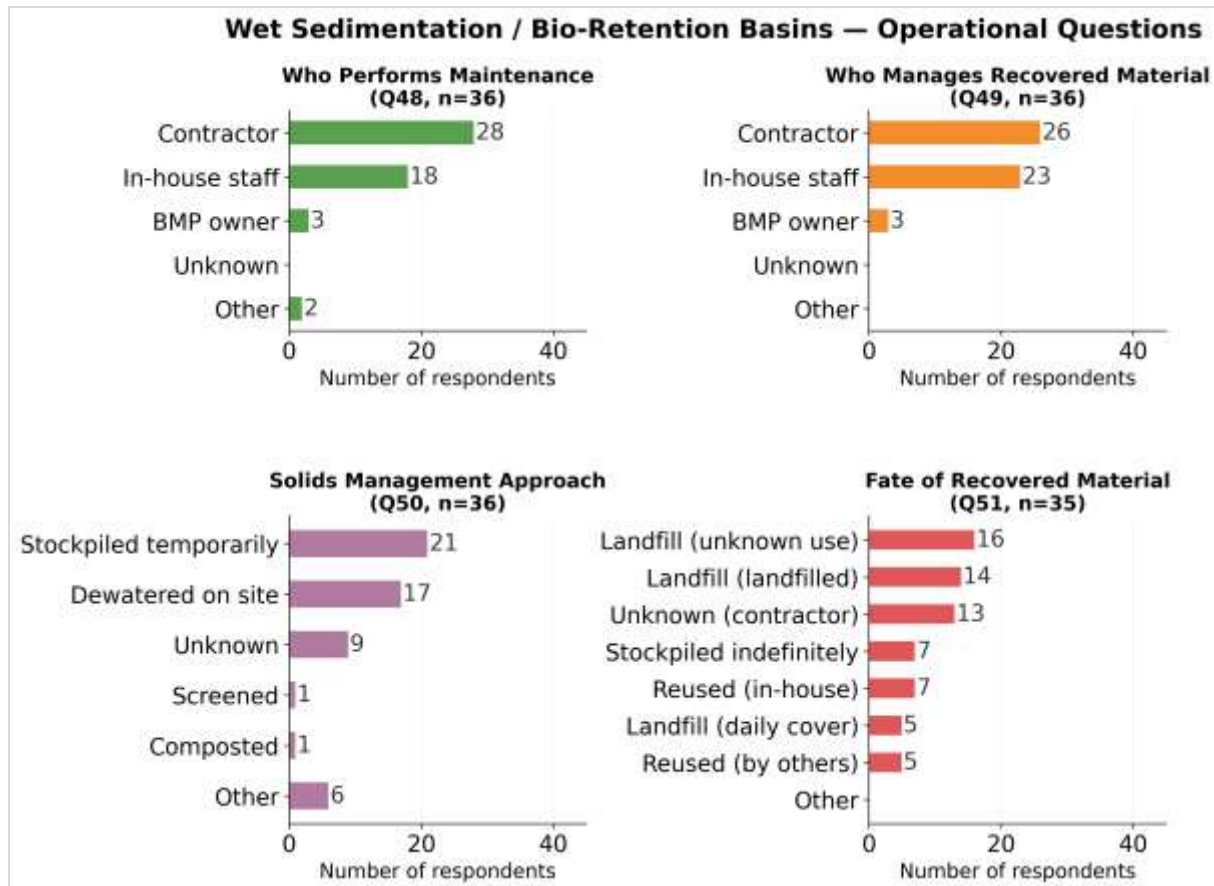 Wet Sedimentation / Bio-Retention Basins — Operational Questions
Who Performs Maintenance
(Q48, n=36)
Contractor 28
In-house staff 18
BMP owner 3
Unknown
Other 2
0 20 40
Number of respondents
Who Manages Recovered Material
(Q49, n=36)
Contractor 26
In-house staff 23
BMP owner 3
Unknown
Other
0 20 40
Number of respondents
Solids Management Approach
(Q50, n=36)
Stockpiled temporarily 21
Dewatered on site 17
Unknown 9
Screened 1
Composted 1
Other 6
0 20 40
Number of respondents
Fate of Recovered Material
(Q51, n=35)
Landfill (unknown use) 16
Landfill (landfilled) 14
Unknown (contractor) 13
Stockpiled indefinitely 7
Reused (in-house) 7
Landfill (daily cover) 5
Reused (by others) 5
Other
0 20 40
Number of respondents